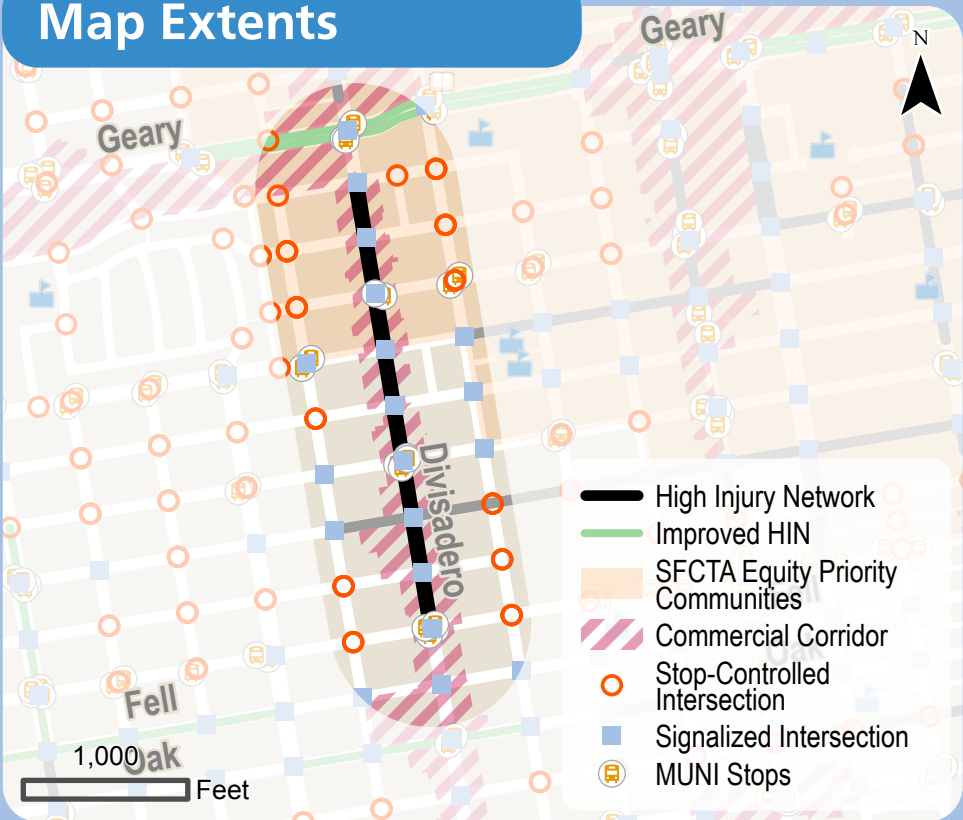 Map Extents
Geary
N
Geary
Divisadero
High Injury Network
Improved HIN
SFCTA Equity Priority
Communities
Commercial Corridor
Stop-Controlled
Intersection
Signalized Intersection
MUNI Stops
Oak
Fell
Oak
1,000
Feet